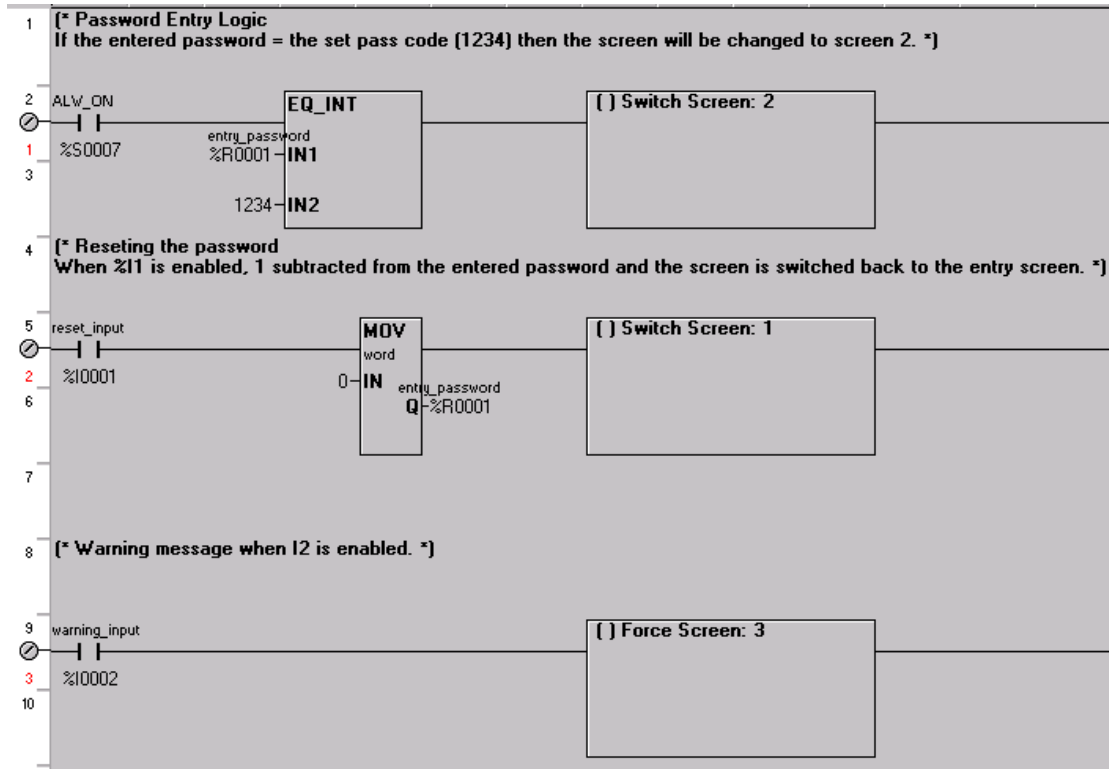 1 (* Password Entry Logic
If the entered password = the set pass code (1234) then the screen will be changed to screen 2. *)
2 ALW_ON EQ_INT ( ) Switch Screen: 2
entry_password
1 %S0007 %R0001 IN1
3
1234 IN2
4 (* Reseting the password
When %I1 is enabled, 1 subtracted from the entered password and the screen is switched back to the entry screen. *)
5 reset_input MOV ( ) Switch Screen: 1
word
2 %I0001 0 IN entry_password
6 Q %R0001
7
8 (* Warning message when I2 is enabled. *)
9 warning_input ( ) Force Screen: 3
3 %I0002
10